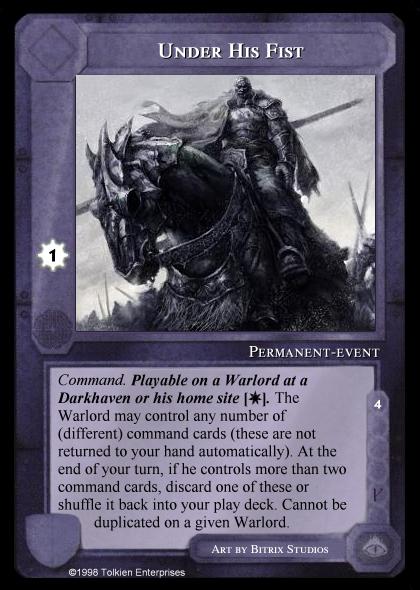 UNDER HIS FIST
1
PERMANENT-EVENT
Command. Playable on a Warlord at a
Darkhaven or his home site [✷]. The
Warlord may control any number of
(different) command cards (these are not
returned to your hand automatically). At the
end of your turn, if he controls more than two
command cards, discard one of these or
shuffle it back into your play deck. Cannot be
duplicated on a given Warlord.
4
ART BY BITRIX STUDIOS
©1998 Tolkien Enterprises